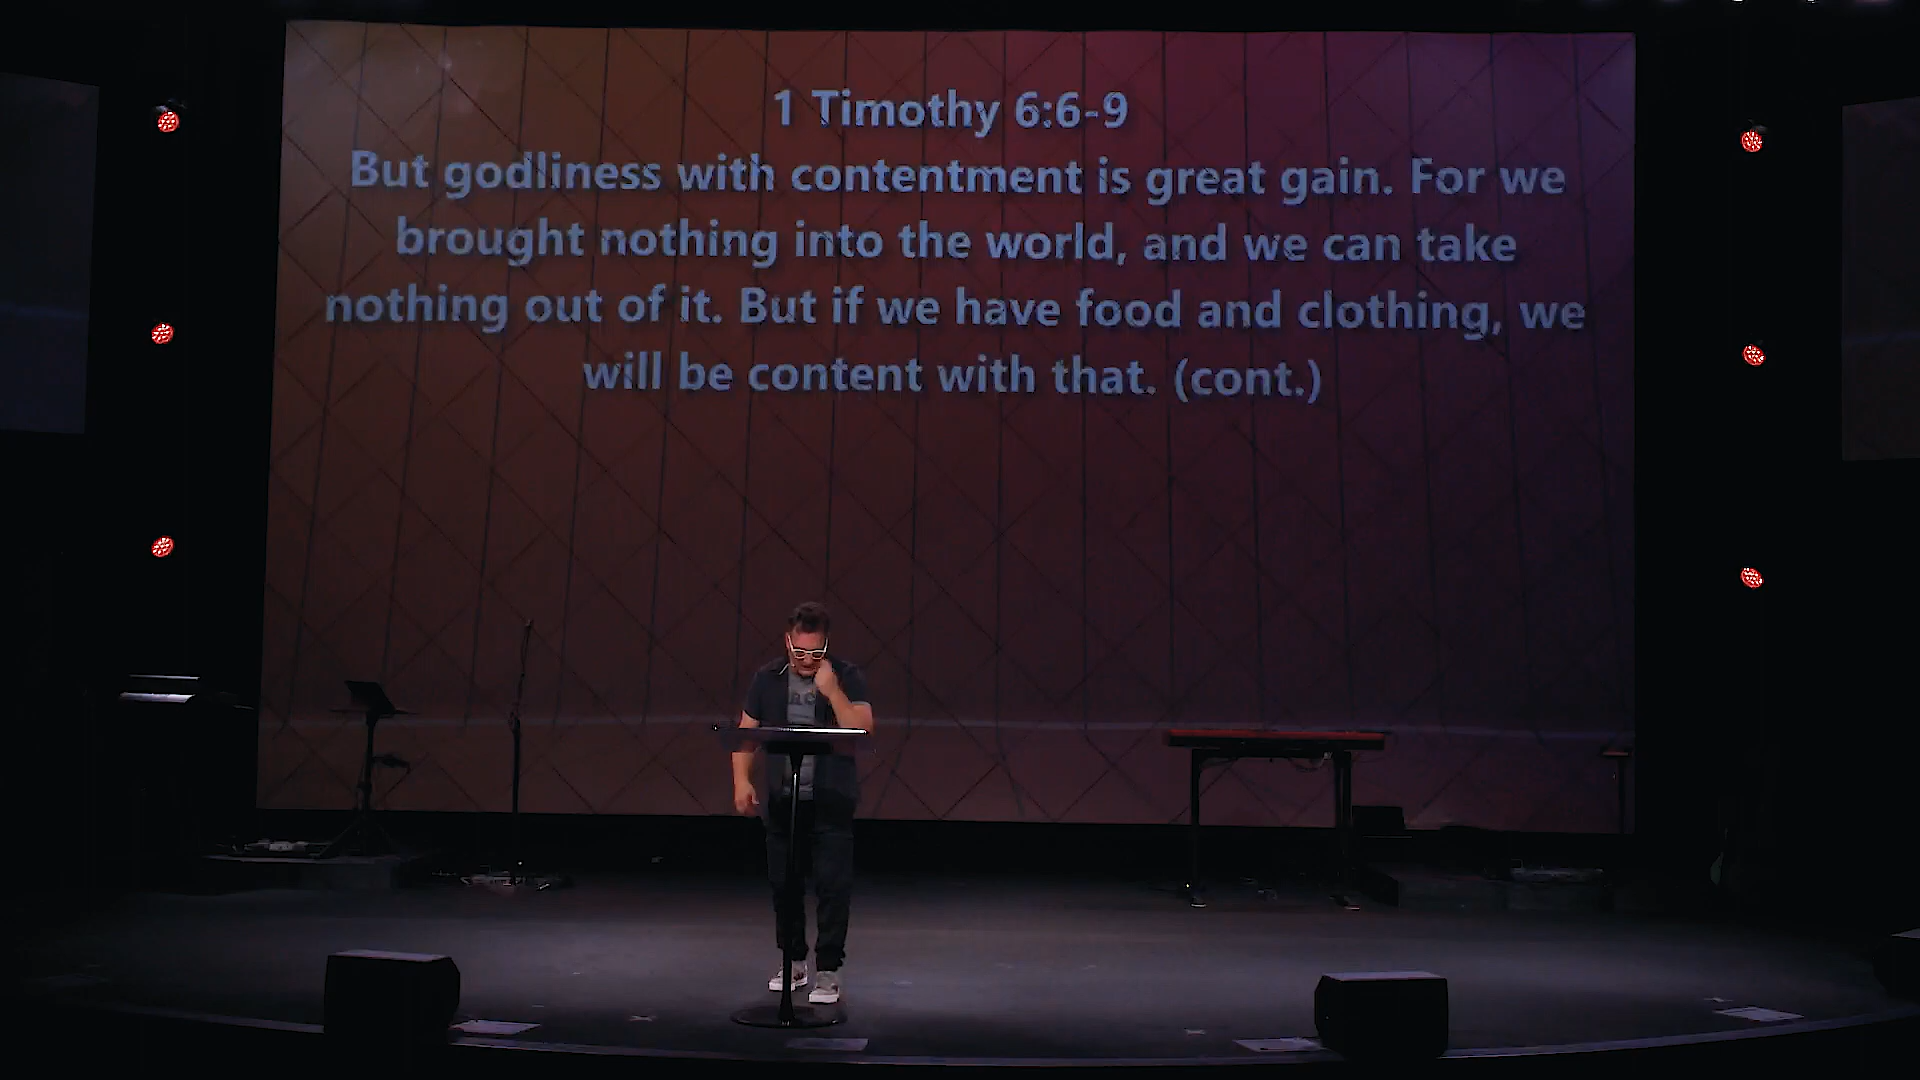 1 Timothy 6:6-9
But godliness with contentment is great gain. For we
brought nothing into the world, and we can take
nothing out of it. But if we have food and clothing, we
will be content with that. (cont.)